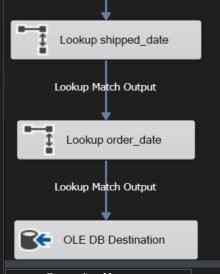 Lookup shipped_date
Lookup Match Output
Lookup order_date
Lookup Match Output
OLE DB Destination